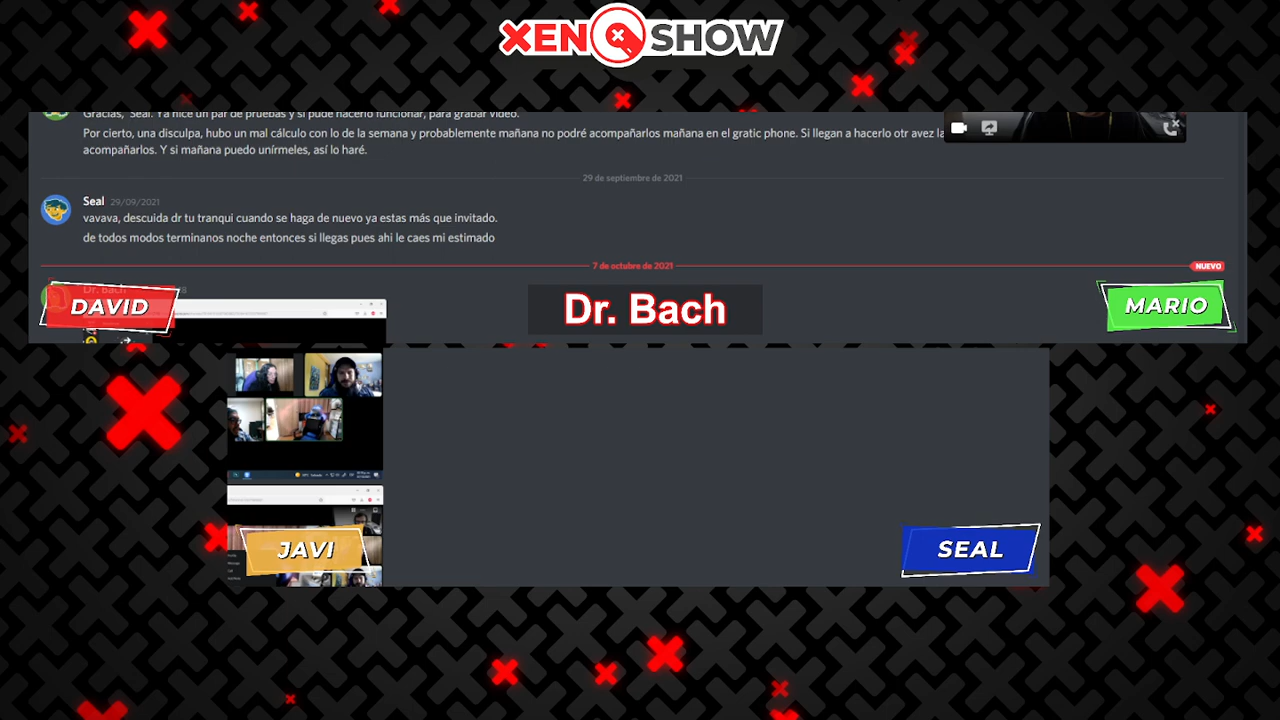 XENOSHOW
Gracias, Seal. Ya hice un par de pruebas y si pude hacerlo funcionar, para grabar video.
Por cierto, una disculpa, hubo un mal cálculo con lo de la semana y probablemente mañana no podré acompañarlos mañana en el gratic phone. Si llegan a hacerlo otr avez la
acompañarlos. Y si mañana puedo unírmeles, así lo haré.
29 de septiembre de 2021
Seal 29/09/2021
vavava, descuida dr tu tranqui cuando se haga de nuevo ya estas más que invitado.
de todos modos terminanos noche entonces si llegas pues ahi le caes mi estimado
7 de octubre de 2021
NUEVO
Dr. Bach
DAVID
Dr. Bach
MARIO
JAVI
SEAL